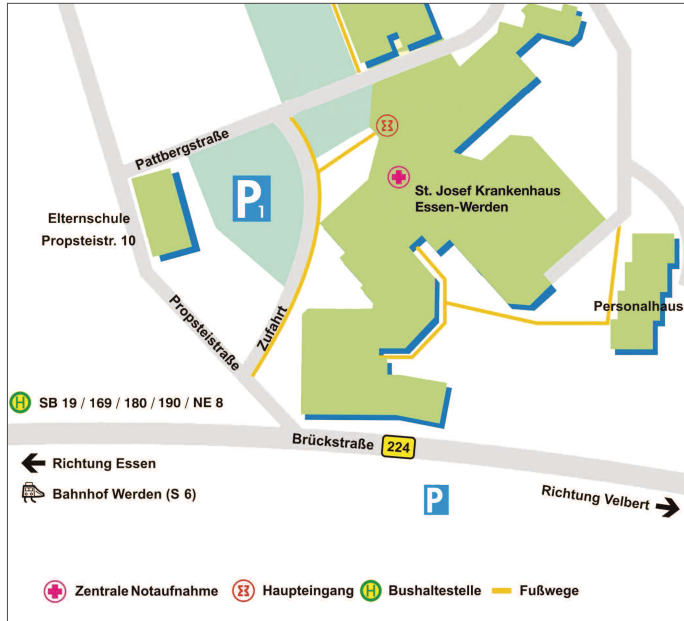 Pattbergstraße
P1
Elternschule
Propsteistr. 10
St. Josef Krankenhaus
Essen-Werden
Personalhaus
Propsteistraße
Zufahrt
H SB 19 / 169 / 180 / 190 / NE 8
Brückstraße 224
Richtung Essen
Bahnhof Werden (S 6)
P
Richtung Velbert
Zentrale Notaufnahme
Haupteingang
H Bushaltestelle
Fußwege